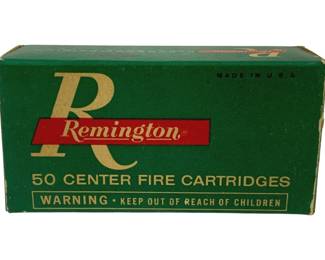 MADE IN U.S.A.
R
Remington
50 CENTER FIRE CARTRIDGES
WARNING • KEEP OUT OF REACH OF CHILDREN